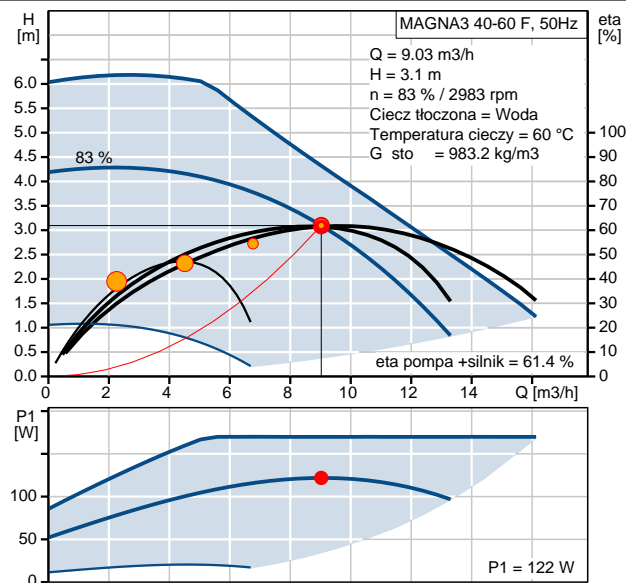 H
[m]
MAGNA3 40-60 F, 50Hz
eta
[%]
Q = 9.03 m3/h
H = 3.1 m
n = 83 % / 2983 rpm
Ciecz tłoczona = Woda
Temperatura cieczy = 60 °C
G sto = 983.2 kg/m3
6.0
5.5
5.0
4.5
4.0
3.5
3.0
2.5
2.0
1.5
1.0
0.5
0.0
83 %
100
90
80
70
60
50
40
30
20
10
0
eta pompa +silnik = 61.4 %
0
2
4
6
8
10
12
14
Q [m3/h]
P1
[W]
100
50
0
P1 = 122 W